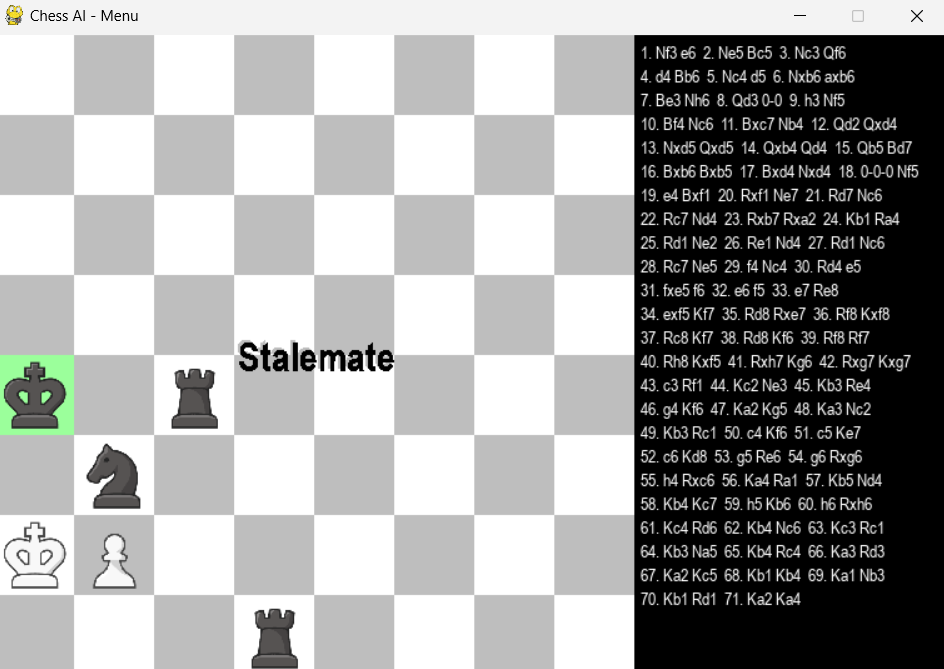 Chess AI - Menu
1. Nf3 e6 2. Ne5 Bc5 3. Nc3 Qf6
4. d4 Bb6 5. Nc4 d5 6. Nxb6 axb6
7. Be3 Nh6 8. Qd3 0-0 9. h3 Nf5
10. Bf4 Nc6 11. Bxc7 Nb4 12. Qd2 Qxd4
13. Nxd5 Qxd5 14. Qxb4 Qd4 15. Qb5 Bd7
16. Bxb6 Bxb5 17. Bxd4 Nxd4 18. 0-0-0 Nf5
19. e4 Bxf1 20. Rxf1 Ne7 21. Rd7 Nc6
22. Rc7 Nd4 23. Rxb7 Rxa2 24. Kb1 Ra4
25. Rd1 Ne2 26. Re1 Nd4 27. Rd1 Nc6
28. Rc7 Ne5 29. f4 Nc4 30. Rd4 e5
31. fxe5 f6 32. e6 f5 33. e7 Re8
34. exf5 Kf7 35. Rd8 Rxe7 36. Rf8 Kxf8
37. Rc8 Kf7 38. Rd8 Kf6 39. Rf8 Rf7
40. Rh8 Kxf5 41. Rxh7 Kg6 42. Rxg7 Kxg7
43. c3 Rf1 44. Kc2 Ne3 45. Kb3 Re4
46. g4 Kf6 47. Ka2 Kg5 48. Ka3 Nc2
49. Kb3 Rc1 50. c4 Kf6 51. c5 Ke7
52. c6 Kd8 53. g5 Re6 54. g6 Rxg6
55. h4 Rxc6 56. Ka4 Ra1 57. Kb5 Nd4
58. Kb4 Kc7 59. h5 Kb6 60. h6 Rxh6
61. Kc4 Rd6 62. Kb4 Nc6 63. Kc3 Rc1
64. Kb3 Na5 65. Kb4 Rc4 66. Ka3 Rd3
67. Ka2 Kc5 68. Kb1 Kb4 69. Ka1 Nb3
70. Kb1 Rd1 71. Ka2 Ka4
Stalemate